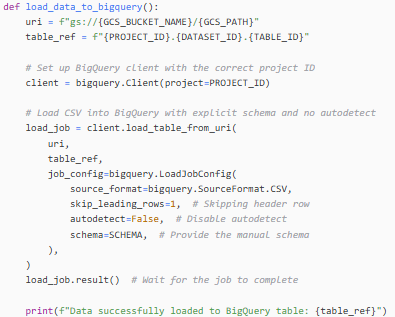 def load_data_to_bigquery():
    uri = f"gs://{GCS_BUCKET_NAME}/{GCS_PATH}"
    table_ref = f"{PROJECT_ID}.{DATASET_ID}.{TABLE_ID}"

    # Set up BigQuery client with the correct project ID
    client = bigquery.Client(project=PROJECT_ID)

    # Load CSV into BigQuery with explicit schema and no autodetect
    load_job = client.load_table_from_uri(
        uri,
        table_ref,
        job_config=bigquery.LoadJobConfig(
            source_format=bigquery.SourceFormat.CSV,
            skip_leading_rows=1,  # Skipping header row
            autodetect=False,  # Disable autodetect
            schema=SCHEMA,  # Provide the manual schema
        ),
    )
    load_job.result()  # Wait for the job to complete

    print(f"Data successfully loaded to BigQuery table: {table_ref}")